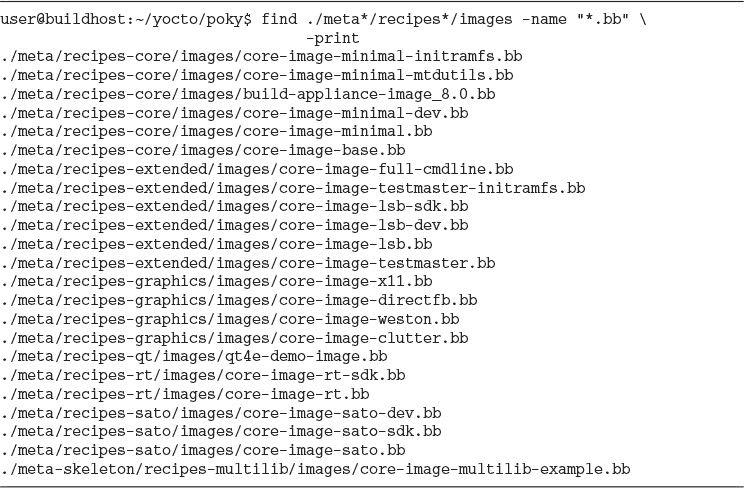 user@buildhost:~/yocto/poky$ find ./meta*/recipes*/images -name "*.bb" \
-print
./meta/recipes-core/images/core-image-minimal-initramfs.bb
./meta/recipes-core/images/core-image-minimal-mtdutils.bb
./meta/recipes-core/images/build-appliance-image_8.0.bb
./meta/recipes-core/images/core-image-minimal-dev.bb
./meta/recipes-core/images/core-image-minimal.bb
./meta/recipes-core/images/core-image-base.bb
./meta/recipes-extended/images/core-image-full-cmdline.bb
./meta/recipes-extended/images/core-image-testmaster-initramfs.bb
./meta/recipes-extended/images/core-image-lsb-sdk.bb
./meta/recipes-extended/images/core-image-lsb-dev.bb
./meta/recipes-extended/images/core-image-lsb.bb
./meta/recipes-extended/images/core-image-testmaster.bb
./meta/recipes-graphics/images/core-image-x11.bb
./meta/recipes-graphics/images/core-image-directfb.bb
./meta/recipes-graphics/images/core-image-weston.bb
./meta/recipes-graphics/images/core-image-clutter.bb
./meta/recipes-qt/images/qt4e-demo-image.bb
./meta/recipes-rt/images/core-image-rt-sdk.bb
./meta/recipes-rt/images/core-image-rt.bb
./meta/recipes-sato/images/core-image-sato-dev.bb
./meta/recipes-sato/images/core-image-sato-sdk.bb
./meta/recipes-sato/images/core-image-sato.bb
./meta-skeleton/recipes-multilib/images/core-image-multilib-example.bb